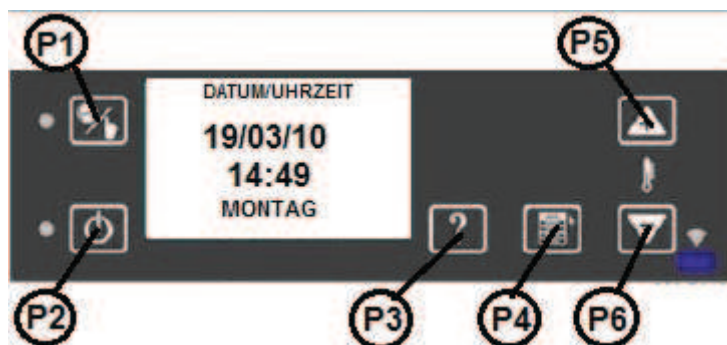 P1
P5
DATUM/UHRZEIT
19/03/10
14:49
MONTAG
?
P2
P3
P4
P6